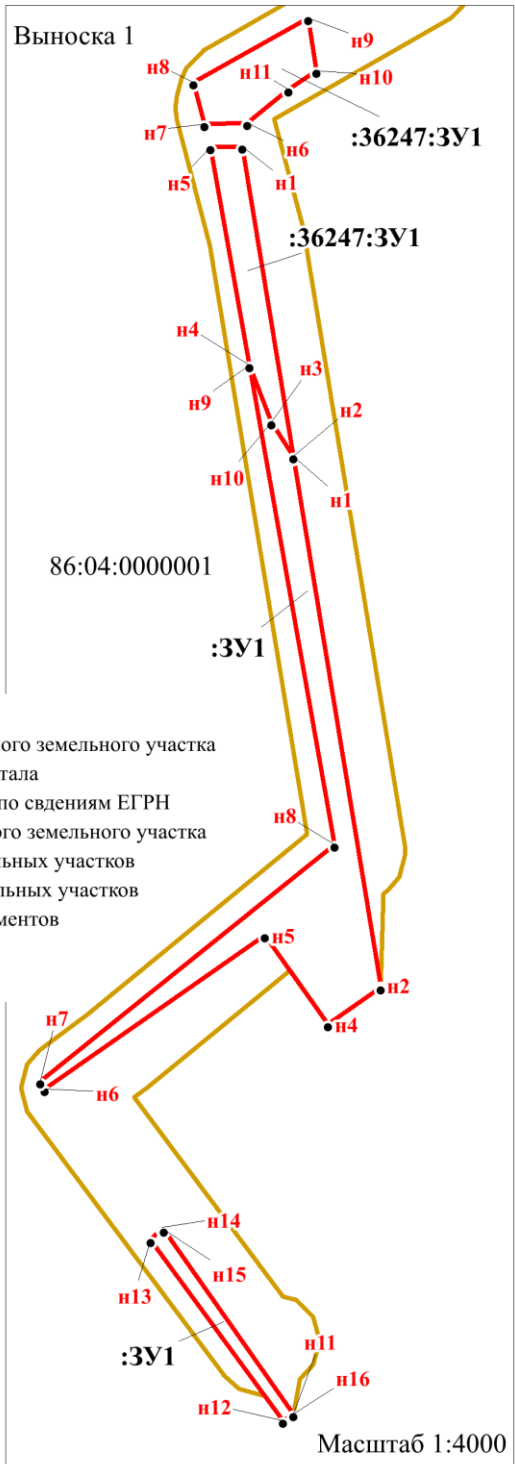 Выноска 1
н9
н8
н11
н10
н7
н6
:36247:ЗУ1
н5
н1
:36247:ЗУ1
н4
н3
н9
н2
н10
н1
86:04:0000001
:ЗУ1
ного земельного участка
тала
по свдениям ЕГРН
ого земельного участка
льных участков
льных участков
ментов
н8
н5
н2
н7
н4
н6
н14
н15
н13
:ЗУ1
н11
н16
н12
Масштаб 1:4000